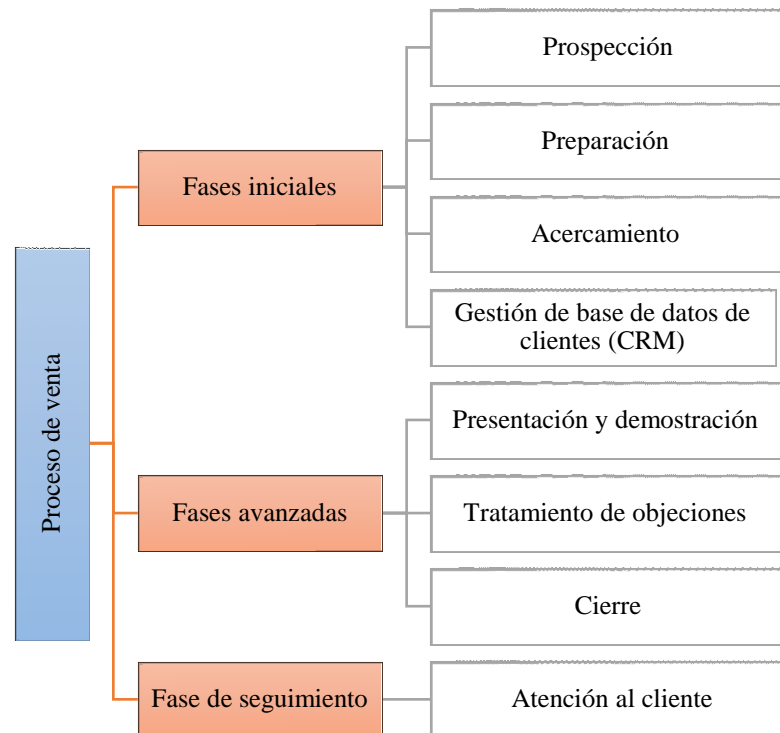 Proceso de venta
Fases iniciales
Prospección
Preparación
Acercamiento
Gestión de base de datos de
clientes (CRM)
Fases avanzadas
Presentación y demostración
Tratamiento de objeciones
Cierre
Fase de seguimiento
Atención al cliente